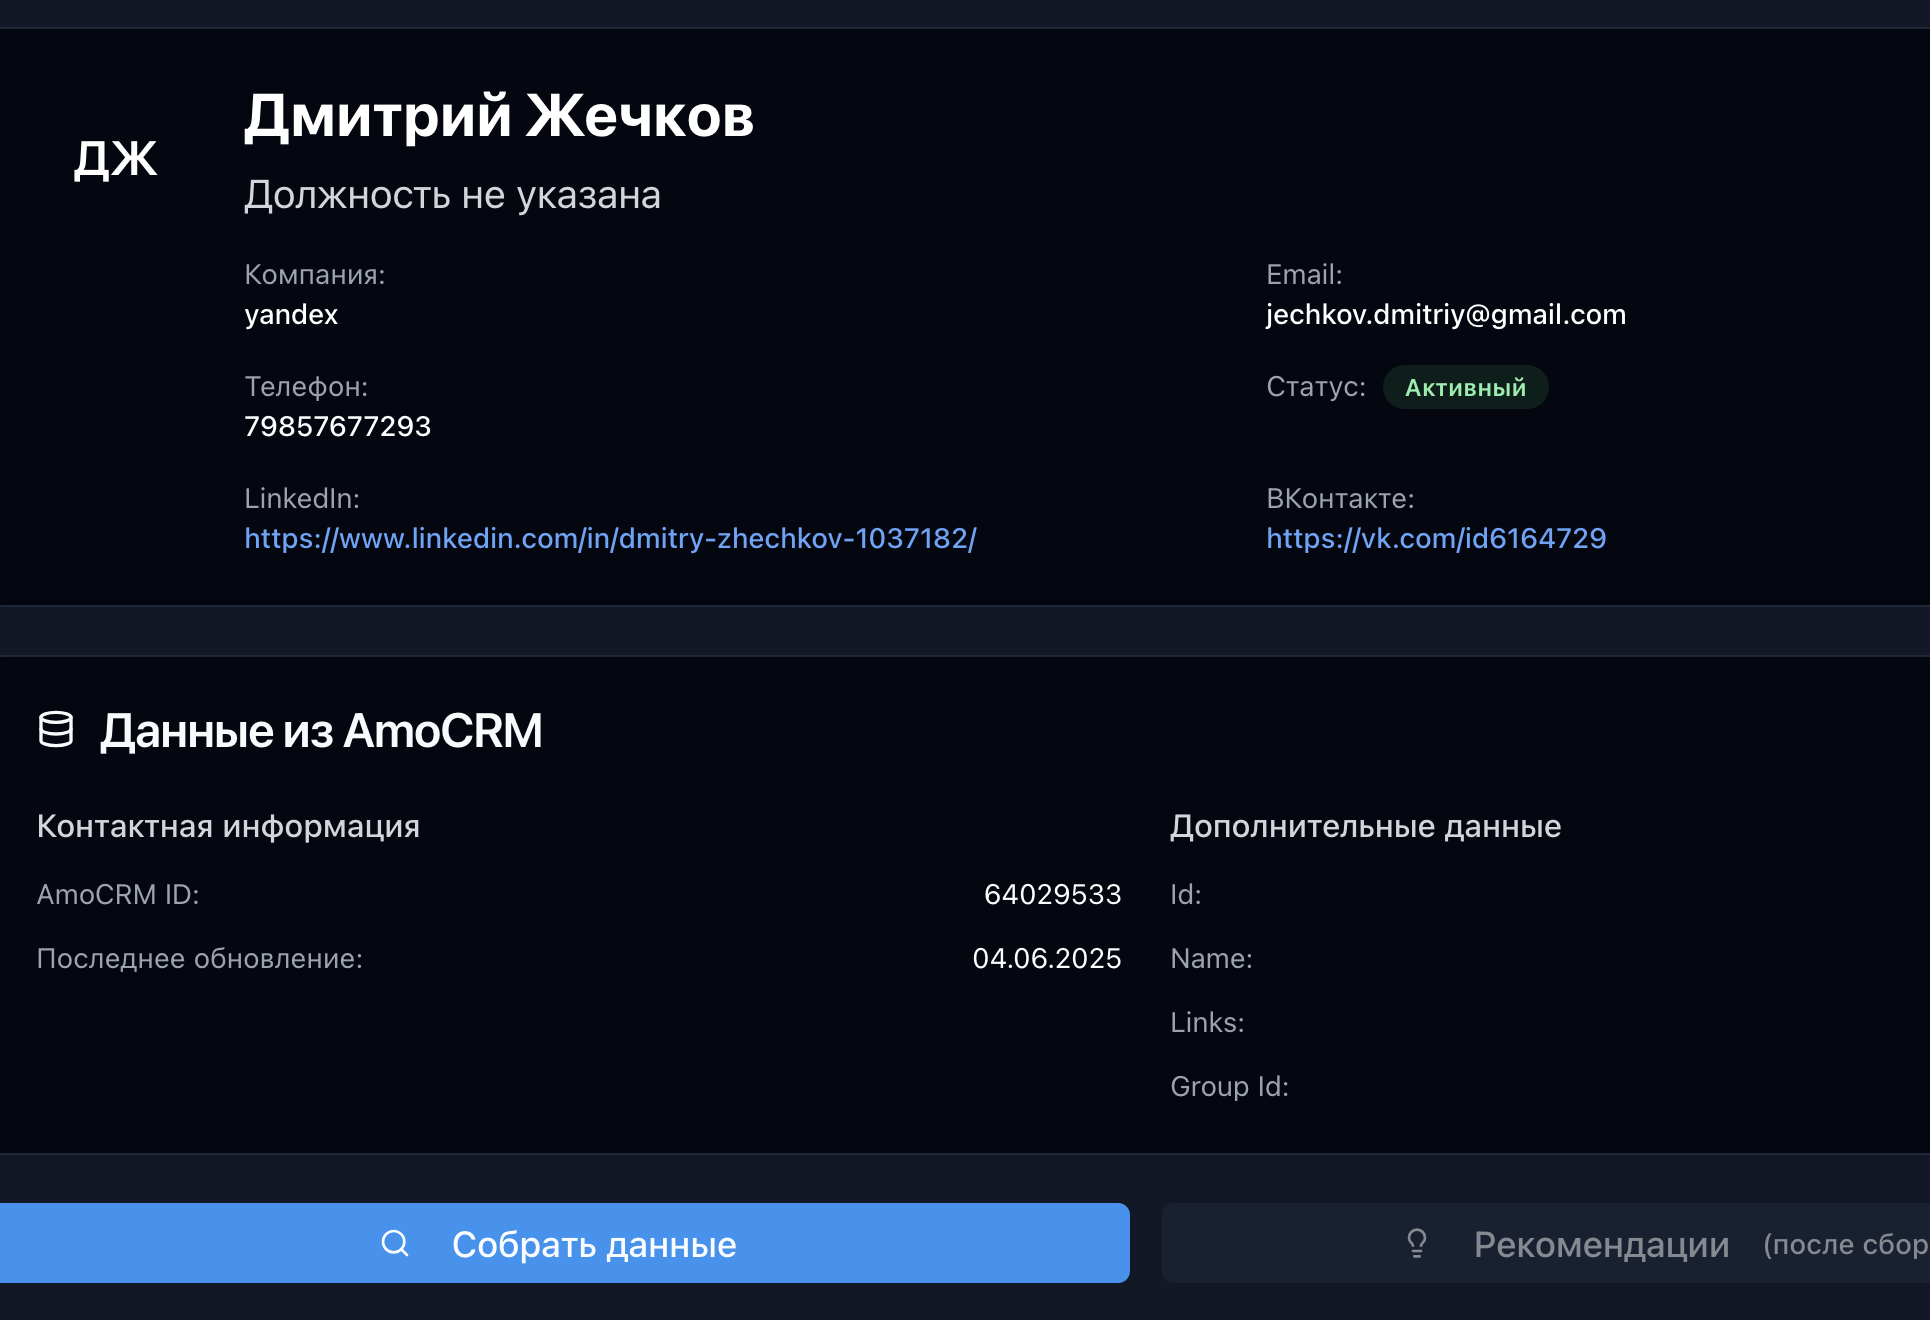 ДЖ
Дмитрий Жечков
Должность не указана
Компания:
yandex
Email:
jechkov.dmitriy@gmail.com
Телефон:
79857677293
Статус: Активный
LinkedIn:
https://www.linkedin.com/in/dmitry-zhechkov-1037182/
ВКонтакте:
https://vk.com/id6164729
Данные из AmoCRM
Контактная информация
AmoCRM ID: 64029533
Последнее обновление: 04.06.2025
Дополнительные данные
Id:
Name:
Links:
Group Id:
Собрать данные
Рекомендации (после сбор